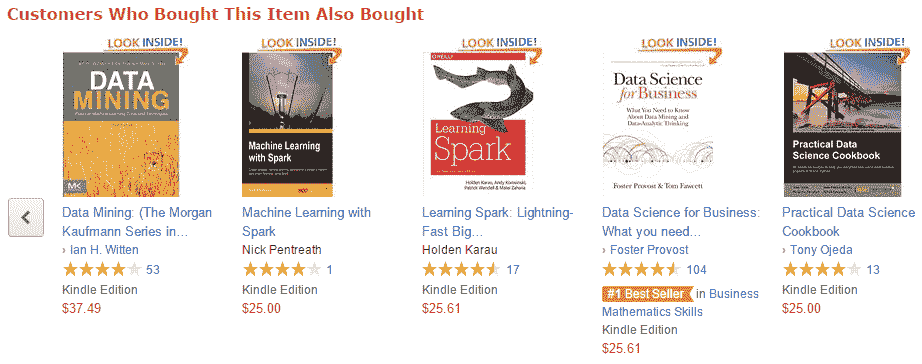 Customers Who Bought This Item Also Bought
LOOK INSIDE!
DATA
MINING
MK
Data Mining: (The Morgan
Kaufmann Series in...
› Ian H. Witten
53
Kindle Edition
$37.49
LOOK INSIDE!
Machine Learning
with Spark
Machine Learning with
Spark
Nick Pentreath
1
Kindle Edition
$25.00
LOOK INSIDE!
O'REILLY
Learning
Spark
Holden Karau, Andy Konwinski,
Patrick Wendell & Matei Zaharia
Learning Spark: Lightning-
Fast Big...
Holden Karau
17
Kindle Edition
$25.61
LOOK INSIDE!
Data Science
for Business
What You Need to Know
About Data Mining and
Data-Analytic Thinking
Foster Provost & Tom Fawcett
Data Science for Business:
What you need...
› Foster Provost
104
#1 Best Seller in Business
Mathematics Skills
Kindle Edition
$25.61
LOOK INSIDE!
Practical Data
Science Cookbook
Practical Data Science
Cookbook
› Tony Ojeda
13
Kindle Edition
$25.00